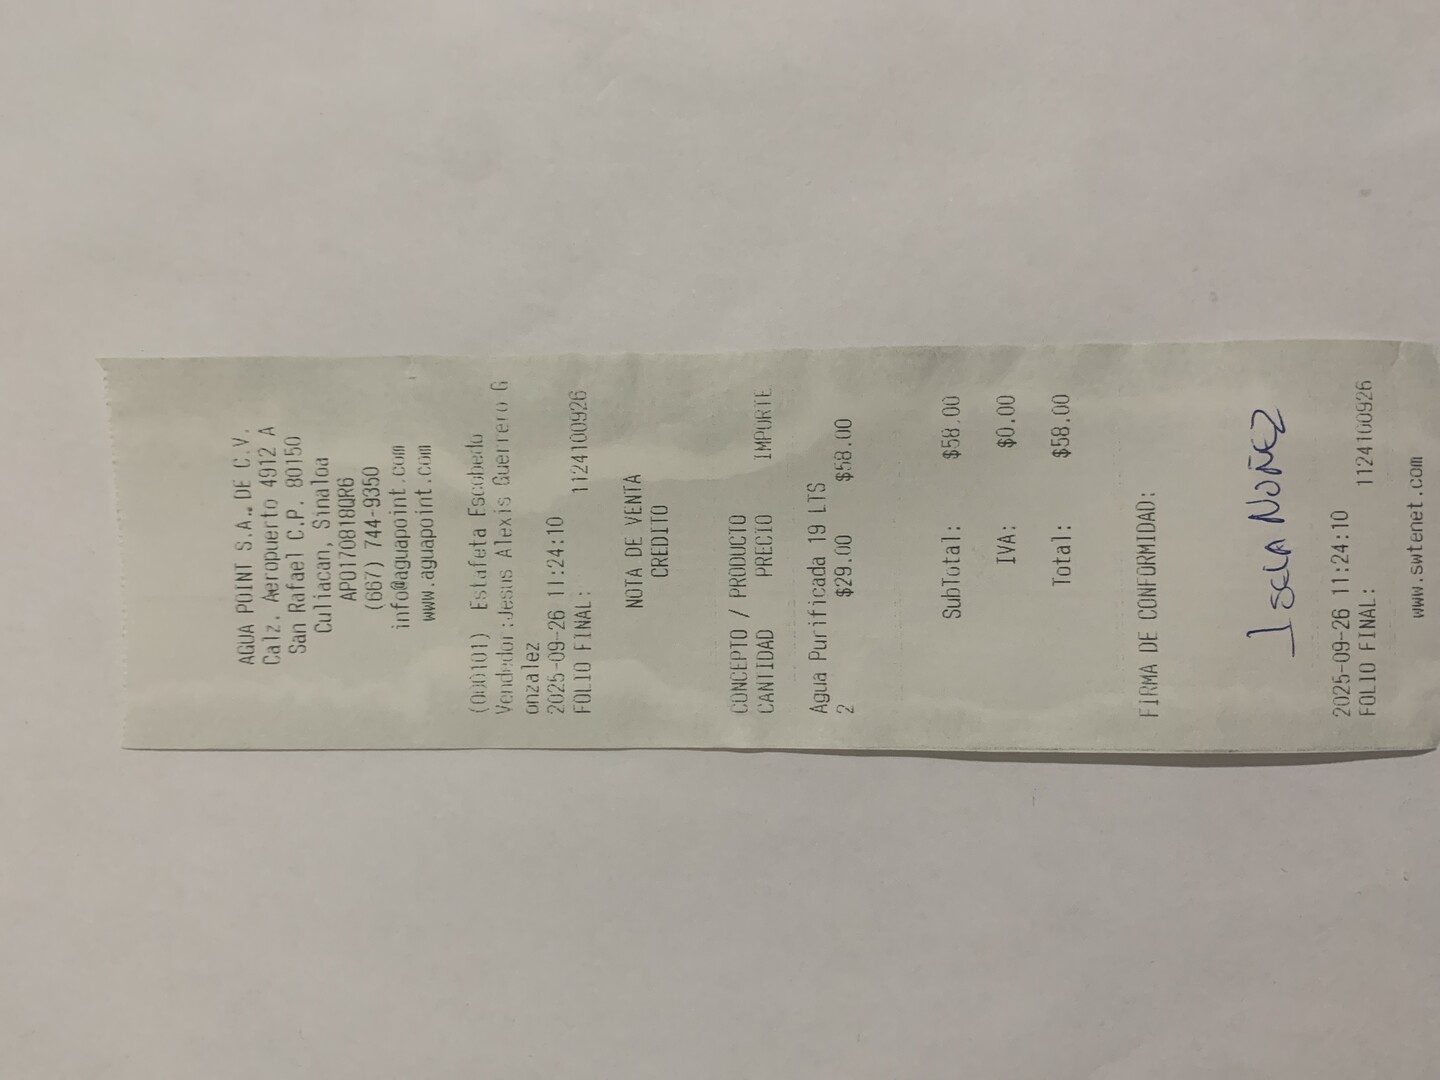 AGUA POINT S.A. DE C.V.
Calz. Aeropuerto 4912 A
San Rafael C.P. 80150
Culiacan, Sinaloa
APO170818QR6
(667) 744-9350
info@aguapoint.com
www.aguapoint.com
(000101) Estafeta Escobedo
Vendedor:Jesus Alexis Guerrero G
onzalez
2025-09-26 11:24:10
FOLIO FINAL: 1124100926
NOTA DE VENTA
CREDITO
CONCEPTO / PRODUCTO
CANTIDAD PRECIO IMPORTE
Agua Purificada 19 LTS
2 $29.00 $58.00
SubTotal: $58.00
IVA: $0.00
Total: $58.00
FIRMA DE CONFORMIDAD:
NUÑEZ
2025-09-26 11:24:10
FOLIO FINAL: 1124100926
www.swtenet.com